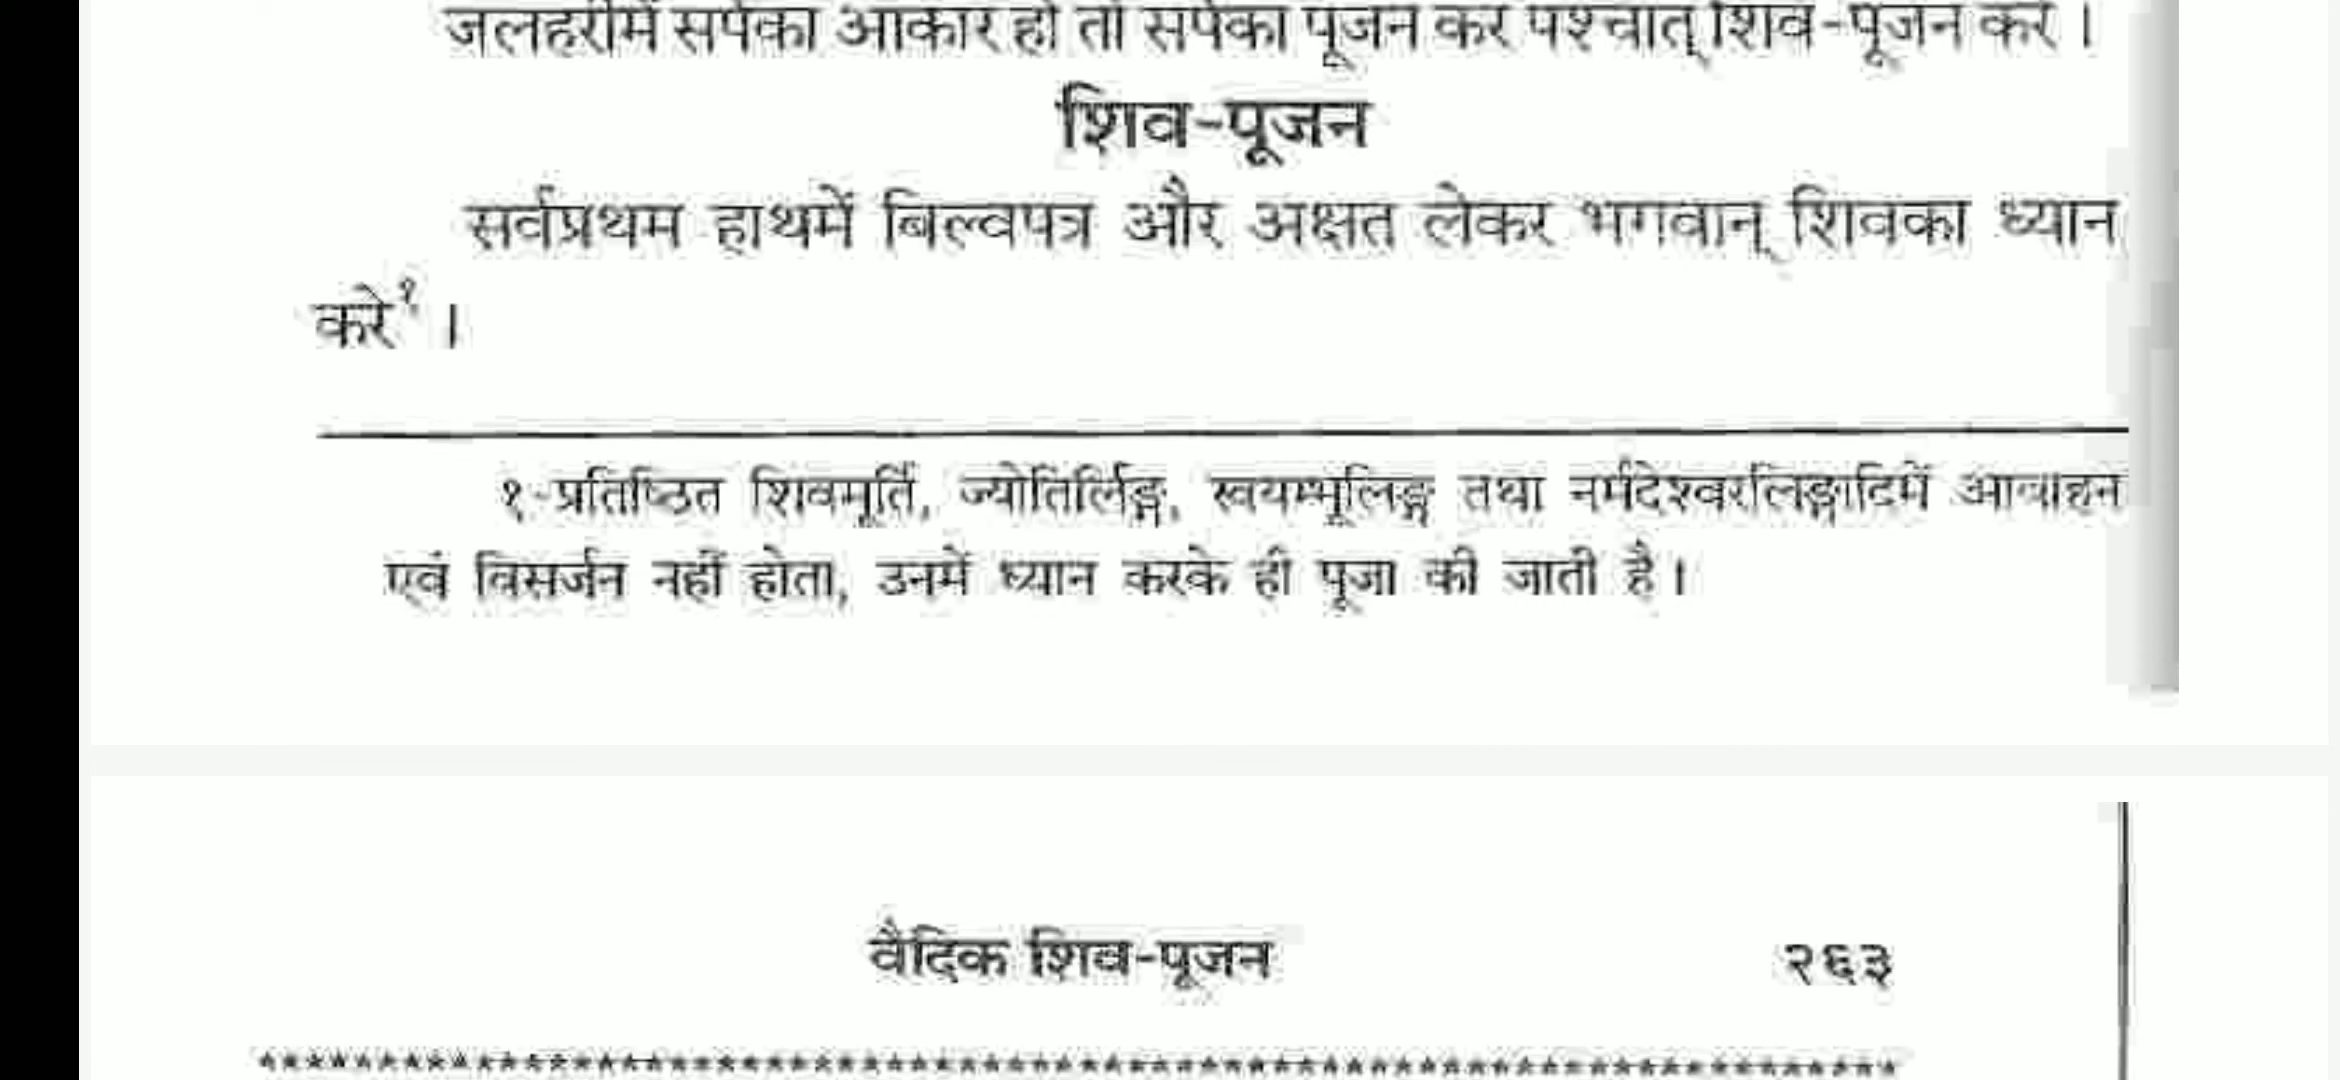 जलहरीमें सर्पका आकार हो तो सर्पका पूजन कर पश्चात् शिव-पूजन करे ।
शिव-पूजन
सर्वप्रथम हाथमें बिल्वपत्र और अक्षत लेकर भगवान् शिवका ध्यान
करे१ ।
१-प्रतिष्ठित शिवमूर्ति, ज्योतिर्लिङ्ग, स्वयम्भूलिङ्ग तथा नर्मदेश्वरलिङ्गादिमें आवाहन
एवं विसर्जन नहीं होता, उनमें ध्यान करके ही पूजा की जाती है ।
वैदिक शिव-पूजन २६३